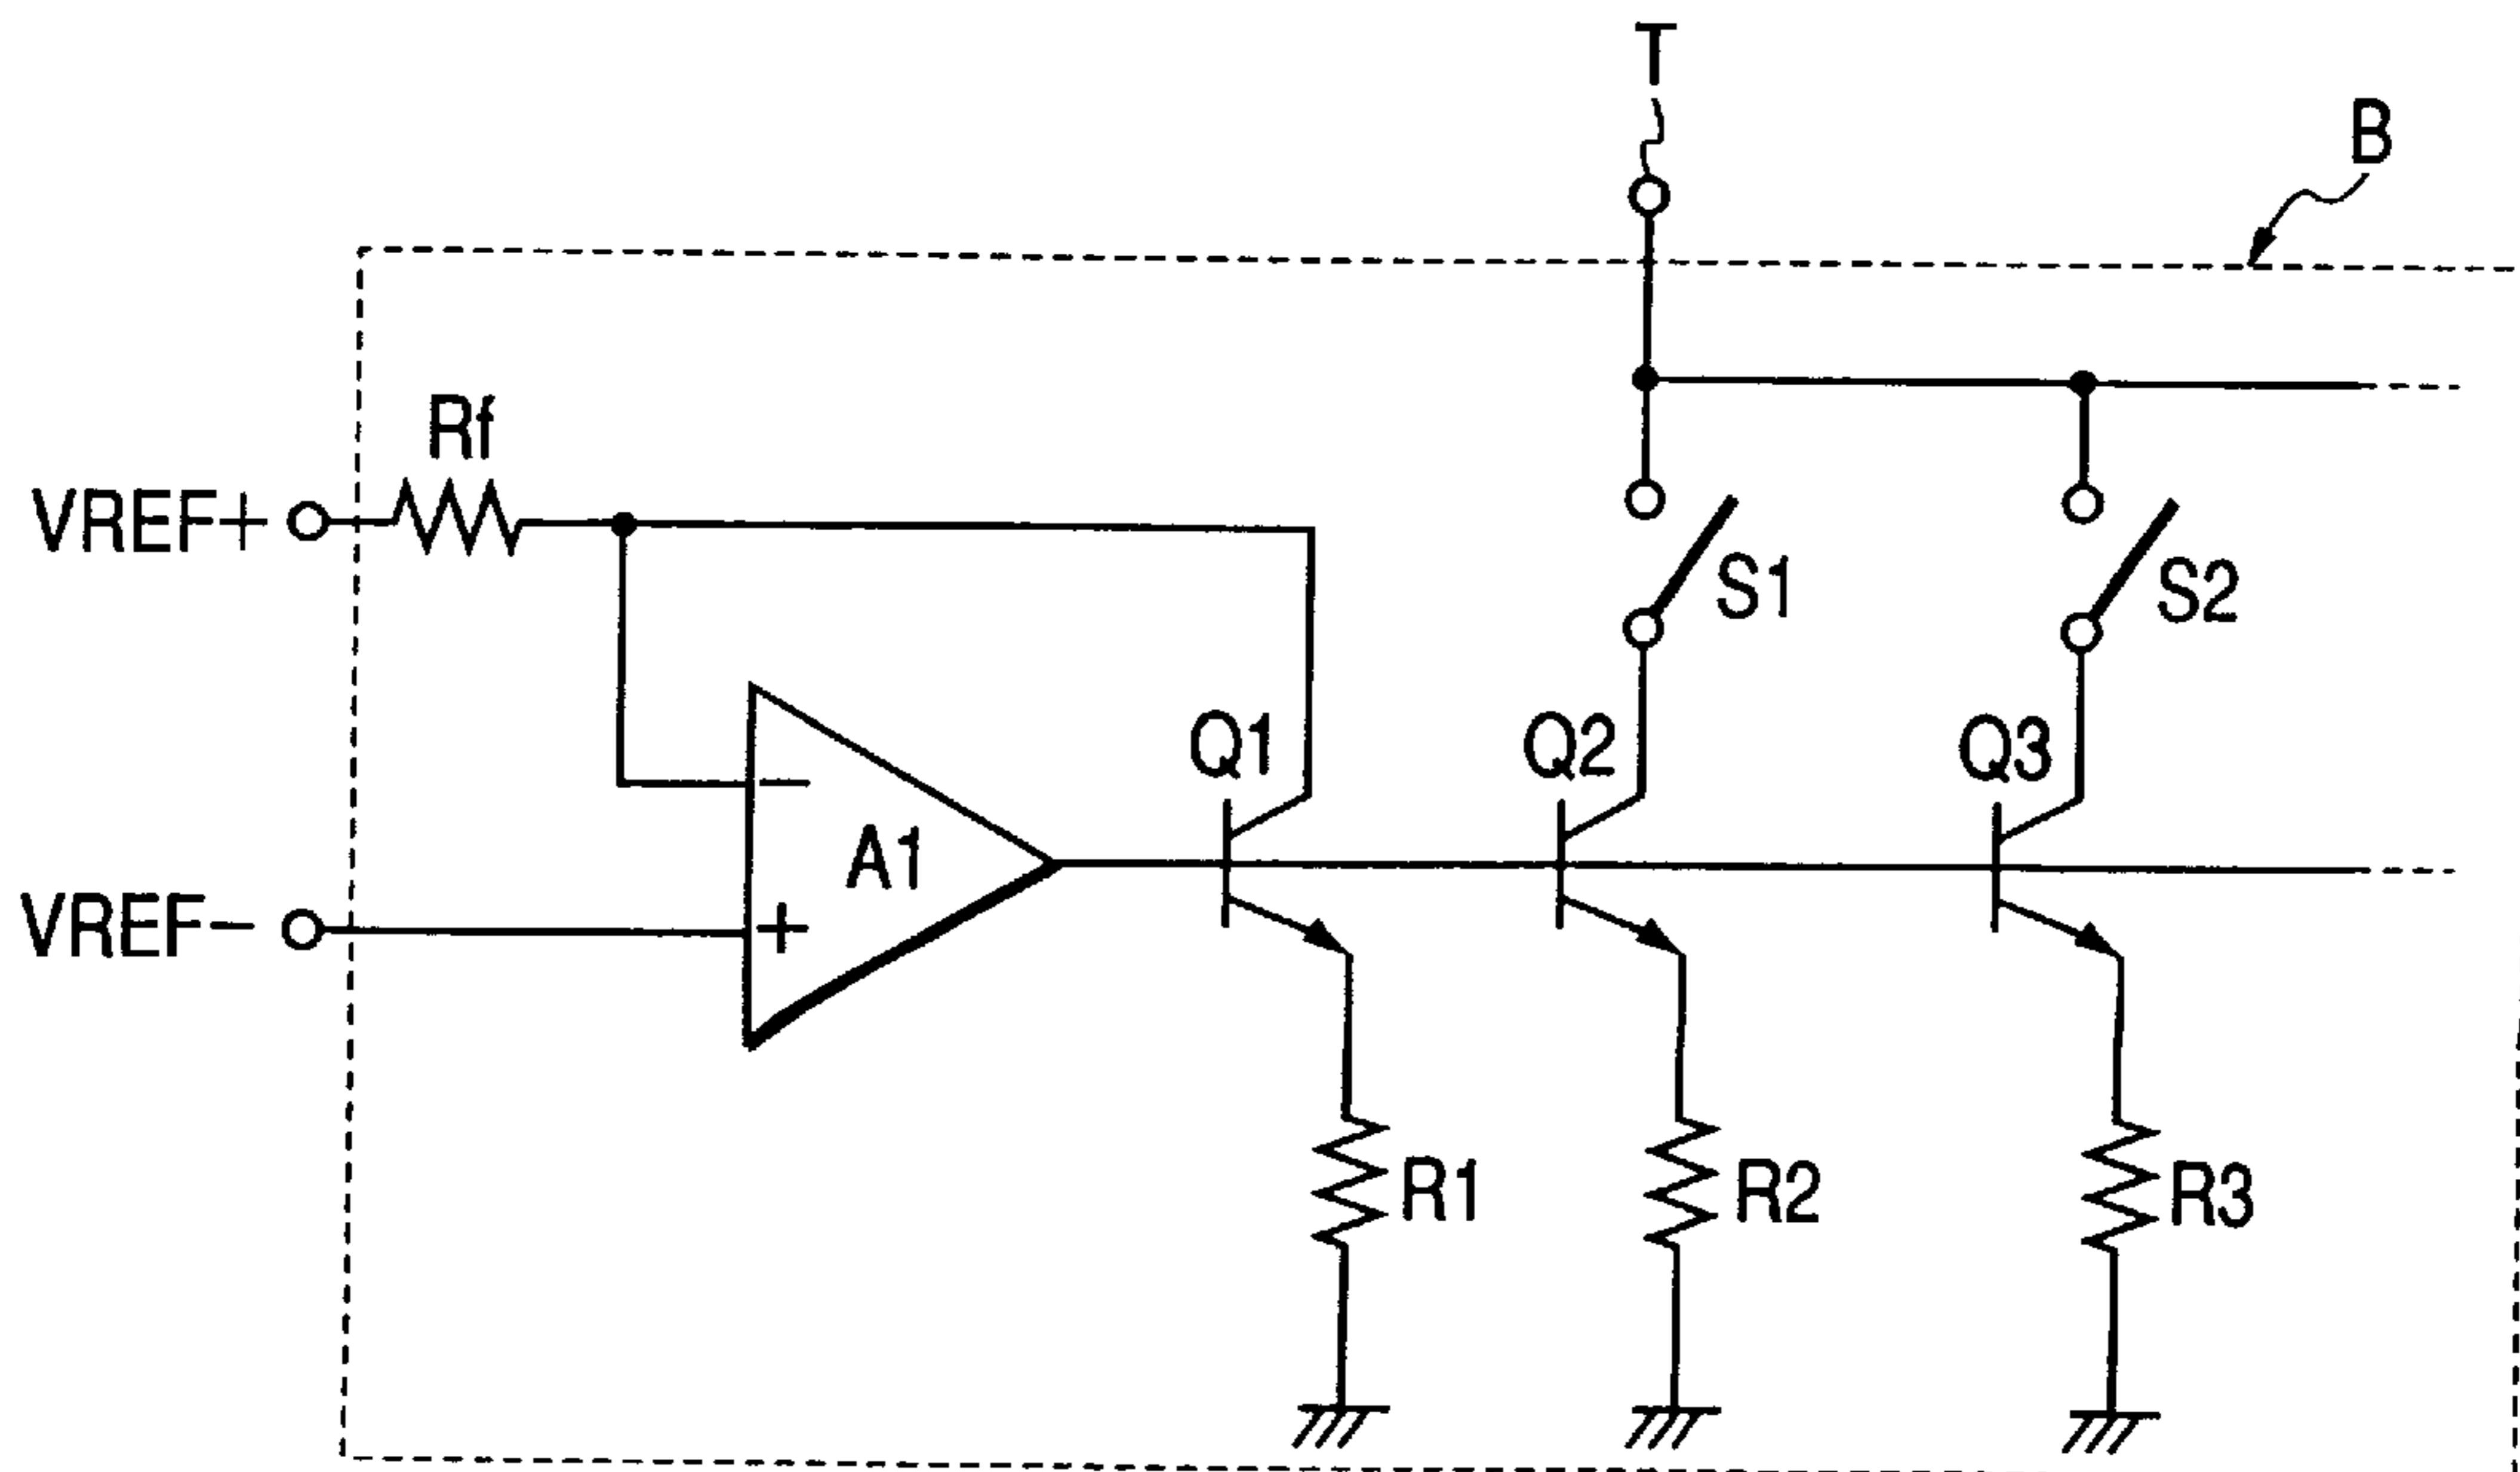 T
B
Rf
VREF+
S1
S2
Q1
Q2
Q3
−
A1
+
VREF−
R1
R2
R3